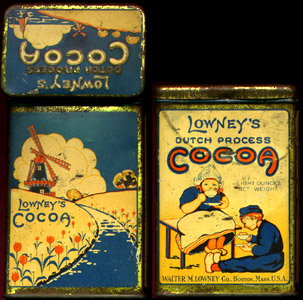 COCOA
DUTCH PROCESS
LOWNEY'S
LOWNEY'S
COCOA
LOWNEY'S
DUTCH PROCESS
COCOA
EIGHT OUNCES
NET WEIGHT
WALTER M. LOWNEY CO. BOSTON, MASS. U.S.A.